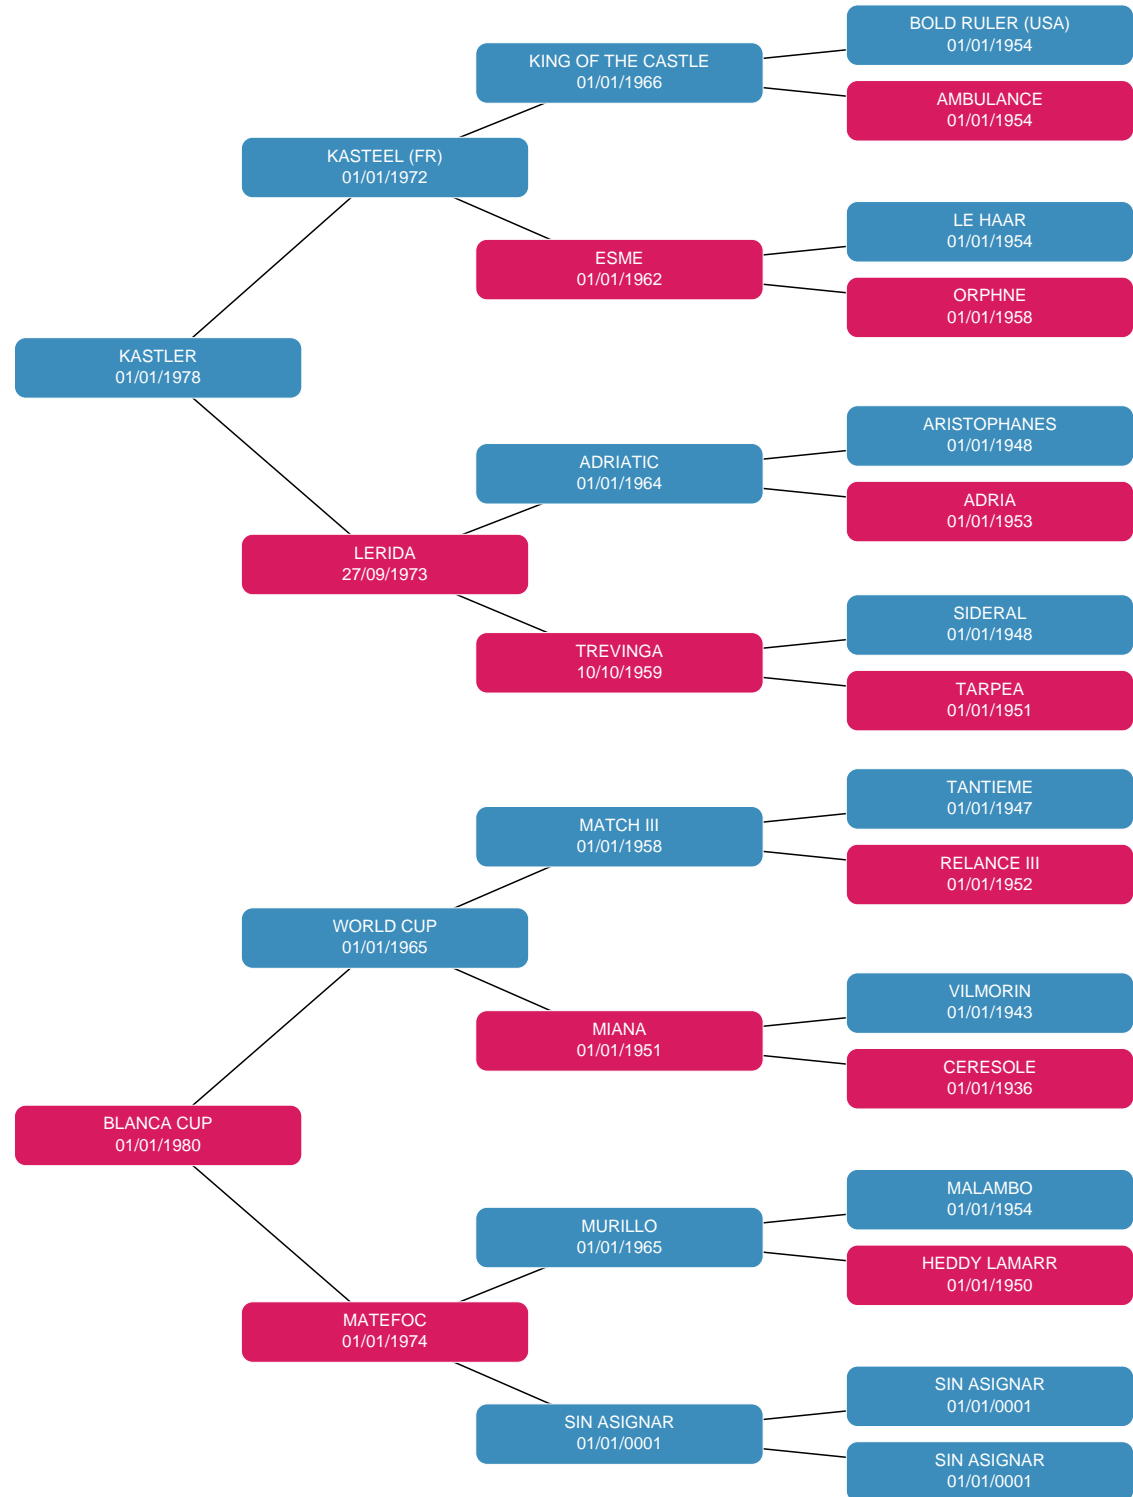 BOLD RULER (USA)
01/01/1954
KING OF THE CASTLE
01/01/1966
AMBULANCE
01/01/1954
KASTEEL (FR)
01/01/1972
LE HAAR
01/01/1954
ESME
01/01/1962
ORPHNE
01/01/1958
KASTLER
01/01/1978
ARISTOPHANES
01/01/1948
ADRIATIC
01/01/1964
ADRIA
01/01/1953
LERIDA
27/09/1973
SIDERAL
01/01/1948
TREVINGA
10/10/1959
TARPEA
01/01/1951
TANTIEME
01/01/1947
MATCH III
01/01/1958
RELANCE III
01/01/1952
WORLD CUP
01/01/1965
VILMORIN
01/01/1943
MIANA
01/01/1951
CERESOLE
01/01/1936
BLANCA CUP
01/01/1980
MALAMBO
01/01/1954
MURILLO
01/01/1965
HEDDY LAMARR
01/01/1950
MATEFOC
01/01/1974
SIN ASIGNAR
01/01/0001
SIN ASIGNAR
01/01/0001
SIN ASIGNAR
01/01/0001